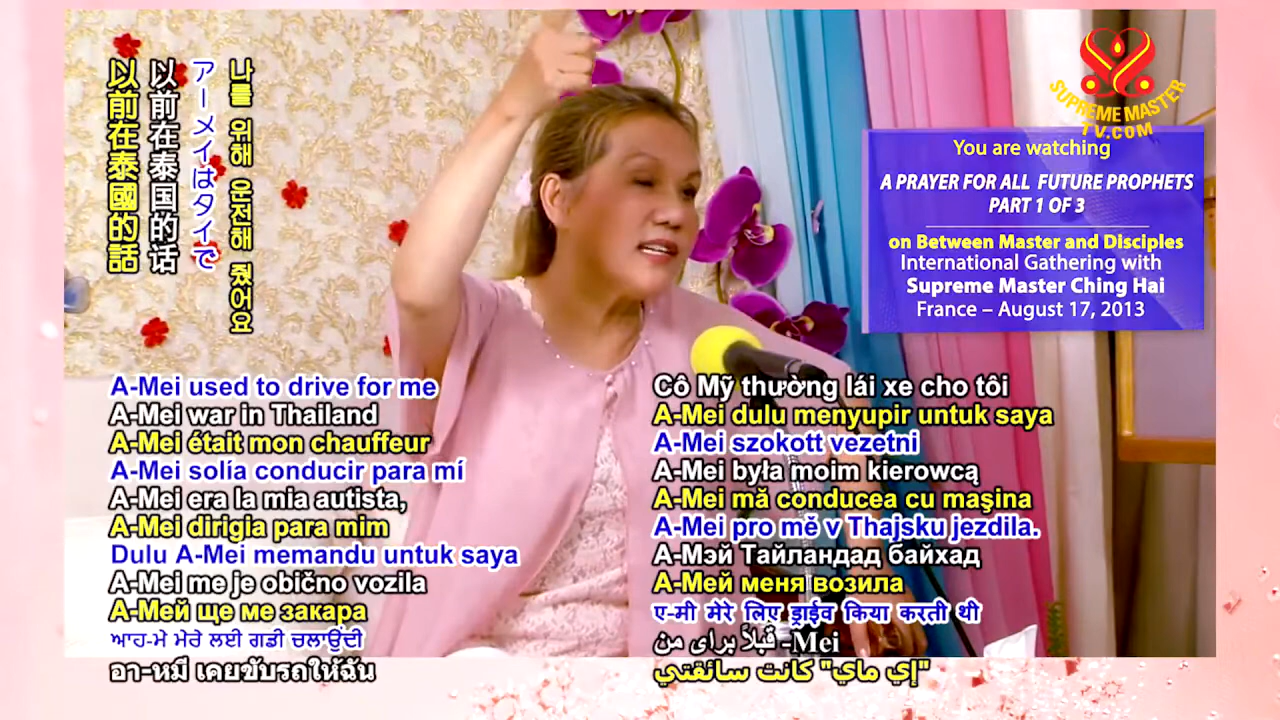 以前在泰國的話
以前在泰国的话
アーメイはタイで
나를 위해 운전해 줬어요
SUPREME MASTER
TV.COM
You are watching
A PRAYER FOR ALL FUTURE PROPHETS
PART 1 OF 3
on Between Master and Disciples
International Gathering with
Supreme Master Ching Hai
France – August 17, 2013
A-Mei used to drive for me
A-Mei war in Thailand
A-Mei était mon chauffeur
A-Mei solía conducir para mí
A-Mei era la mia autista,
A-Mei dirigia para mim
Dulu A-Mei memandu untuk saya
A-Mei me je obično vozila
А-Мей ще ме закара
ਆਹ-ਮੇ ਮੇਰੇ ਲਈ ਗਡੀ ਚਲਾਉਂਦੀ
อา-หมี เคยขับรถให้ฉัน
Cô Mỹ thường lái xe cho tôi
A-Mei dulu menyupir untuk saya
A-Mei szokott vezetni
A-Mei była moim kierowcą
A-Mei mă conducea cu maşina
A-Mei pro mě v Thajsku jezdila.
А-Мэй Тайландад байхад
А-Мей меня возила
ए-मी मेरे लिए ड्राईव किया करती थी
قبلاً برای من -Mei
"إي ماي" كانت سائقتي